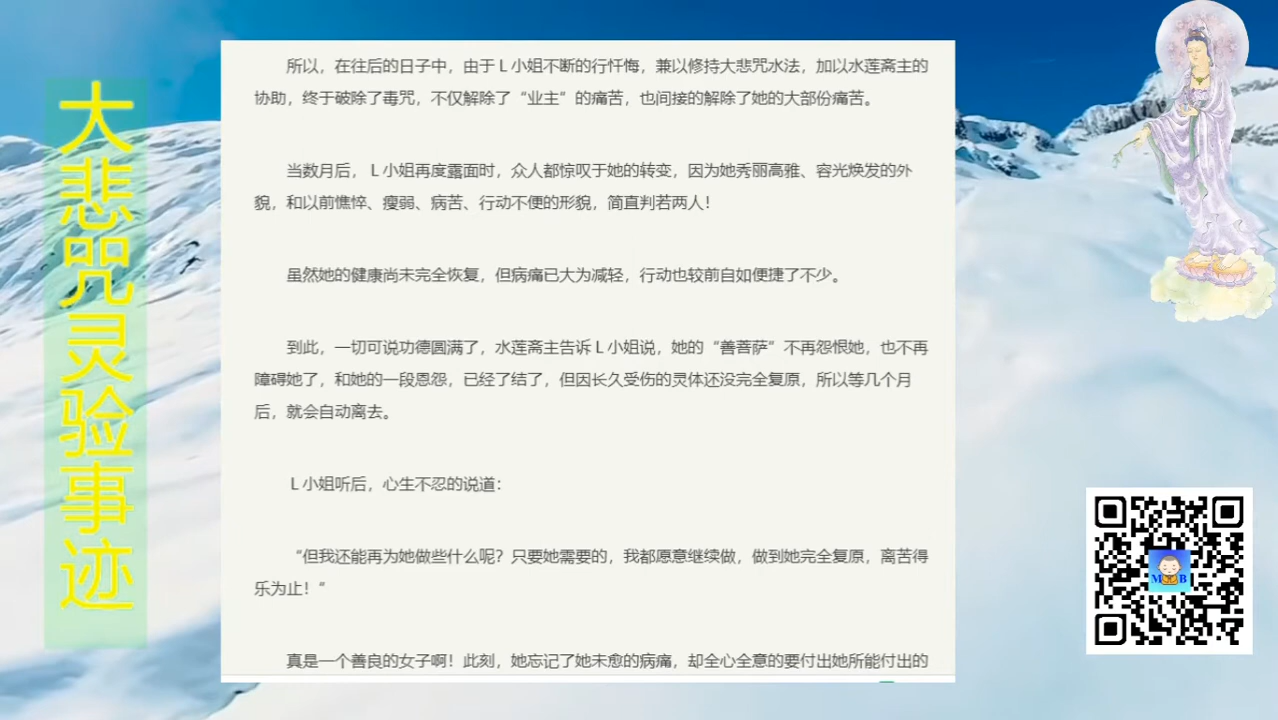 大悲咒灵验事迹
所以，在往后的日子中，由于 L 小姐不断的行忏悔，兼以修持大悲咒水法，加以水莲斋主的
协助，终于破除了毒咒，不仅解除了“业主”的痛苦，也间接的解除了她的大部份痛苦。
当数月后， L 小姐再度露面时，众人都惊叹于她的转变，因为她秀丽高雅、容光焕发的外
貌，和以前憔悴、瘦弱、病苦、行动不便的形貌，简直判若两人！
虽然她的健康尚未完全恢复，但病痛已大为减轻，行动也较前自如便捷了不少。
到此，一切可说功德圆满了，水莲斋主告诉 L 小姐说，她的“善菩萨”不再怨恨她，也不再
障碍她了，和她的一段恩怨，已经了结了，但因长久受伤的灵体还没完全复原，所以等几个月
后，就会自动离去。
L 小姐听后，心生不忍的说道：
“但我还能再为她做些什么呢？只要她需要的，我都愿意继续做，做到她完全复原，离苦得
乐为止！”
真是一个善良的女子啊！此刻，她忘记了她未愈的病痛，却全心全意的要付出她所能付出的
M B